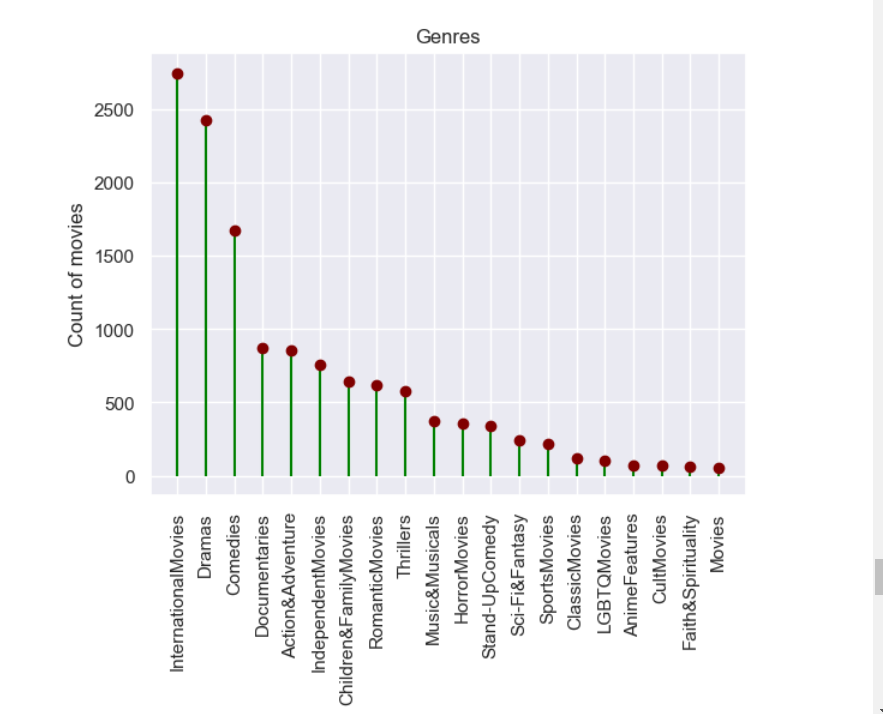 Genres
Count of movies
2500
2000
1500
1000
500
0
InternationalMovies
Dramas
Comedies
Documentaries
Action&Adventure
IndependentMovies
Children&FamilyMovies
RomanticMovies
Thrillers
Music&Musicals
HorrorMovies
Stand-UpComedy
Sci-Fi&Fantasy
SportsMovies
ClassicMovies
LGBTQMovies
AnimeFeatures
CultMovies
Faith&Spirituality
Movies